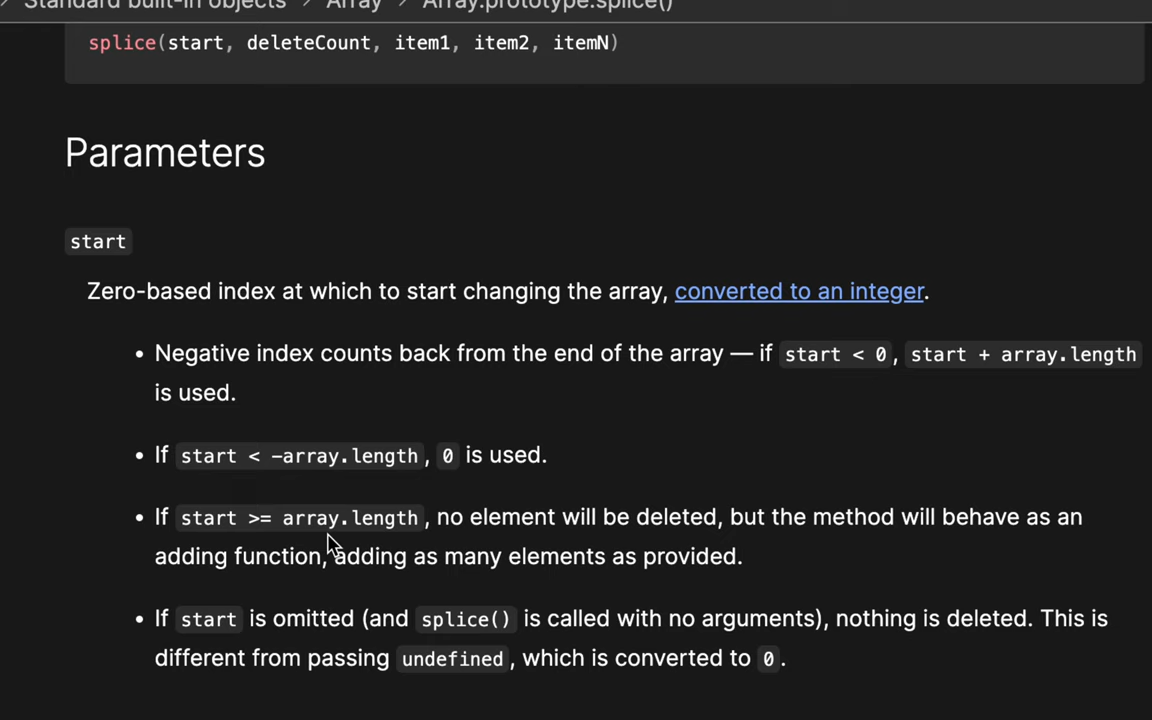 Standard built-in objects > Array > Array.prototype.splice()
splice(start, deleteCount, item1, item2, itemN)
Parameters
start
Zero-based index at which to start changing the array, converted to an integer.
• Negative index counts back from the end of the array — if start < 0, start + array.length
is used.
• If start < -array.length, 0 is used.
• If start >= array.length, no element will be deleted, but the method will behave as an
adding function, adding as many elements as provided.
• If start is omitted (and splice() is called with no arguments), nothing is deleted. This is
different from passing undefined, which is converted to 0.